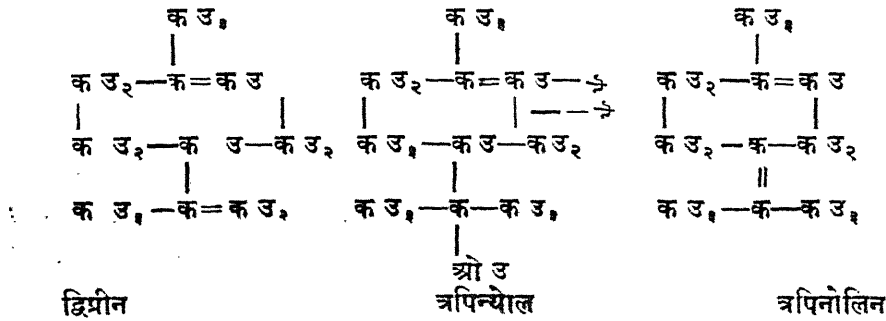 क उ₃ क उ₃ क उ₃
क उ₂—क=क उ क उ₂—क=क उ— क उ₂—क=क उ
क उ₂—क उ—क उ₂ क उ₂—क उ—क उ₂ क उ₂—क—क उ₂
क उ₃—क=क उ₂ क उ₃—क—क उ₃ क उ₃—क—क उ₃
ओ उ
द्विप्रीन त्रपिन्योल त्रपिनोलिन